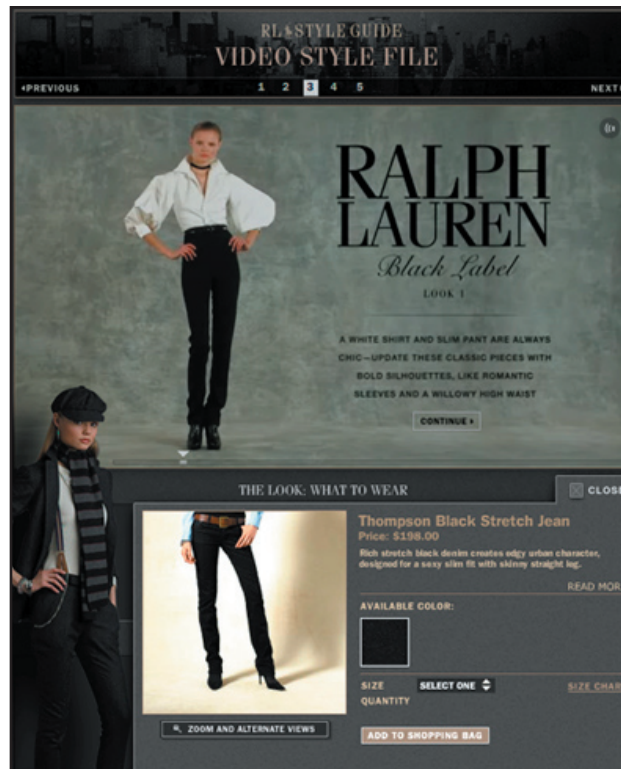 RL STYLE GUIDE
VIDEO STYLE FILE
PREVIOUS
1 2 3 4 5
NEXT
RALPH
LAUREN
Black Label
LOOK 1
A WHITE SHIRT AND SLIM PANT ARE ALWAYS
CHIC—UPDATE THESE CLASSIC PIECES WITH
BOLD SILHOUETTES, LIKE ROMANTIC
SLEEVES AND A WILLOWY HIGH WAIST
CONTINUE
THE LOOK: WHAT TO WEAR
CLOSE
Thompson Black Stretch Jean
Price: $198.00
Rich stretch black denim creates edgy urban character,
designed for a sexy slim fit with skinny straight leg.
READ MOR
AVAILABLE COLOR:
SIZE SELECT ONE SIZE CHAR
QUANTITY
ZOOM AND ALTERNATE VIEWS
ADD TO SHOPPING BAG